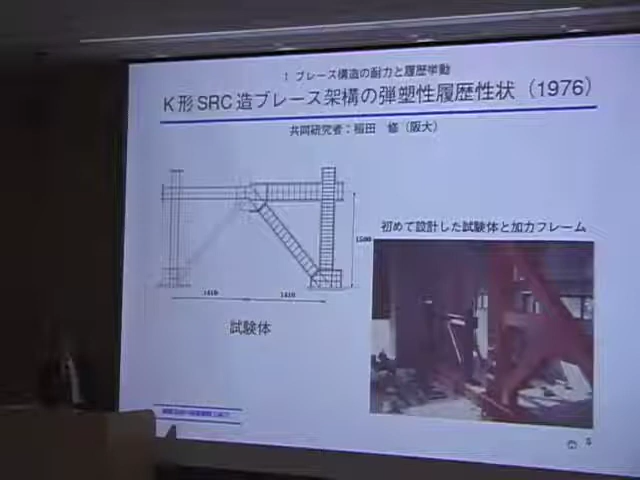 1 ブレース構造の耐力と履歴挙動
K形SRC造ブレース架構の弾塑性履歴性状（1976）
共同研究者：稲田 修（阪大）
初めて設計した試験体と加力フレーム
1500
1410 1410
試験体
5